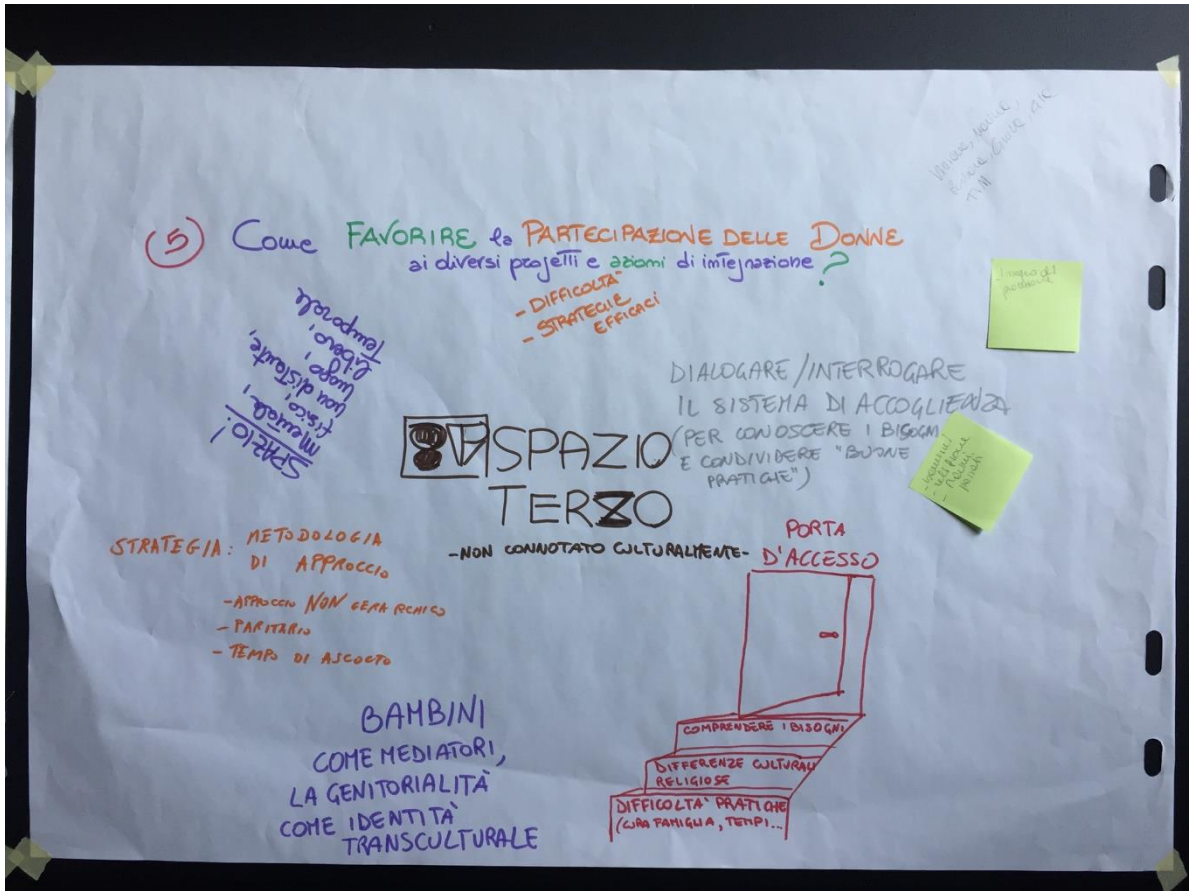 5 Come FAVORIRE la PARTECIPAZIONE DELLE DONNE
ai diversi progetti e azioni di integrazione?
- DIFFICOLTÀ
- STRATEGIE
EFFICACI
SPAZIO!
mentale,
fisico,
non distante,
luogo,
libero,
temporale
DIALOGARE/INTERROGARE
IL SISTEMA DI ACCOGLIENZA
(PER CONOSCERE I BISOGNI
E CONDIVIDERE "BUONE
PRATICHE")
SPAZIO
TERZO
-NON CONNOTATO CULTURALMENTE-
STRATEGIA: METODOLOGIA
DI APPROCCIO
- APPROCCIO NON GERARCHICO
- PARITARIO
- TEMPO DI ASCOLTO
PORTA
D'ACCESSO
COMPRENDERE I BISOGNI
DIFFERENZE CULTURALI
RELIGIOSE
DIFFICOLTA' PRATICHE
(CURA FAMIGLIA, TEMPI...
BAMBINI
COME MEDIATORI,
LA GENITORIALITÀ
COME IDENTITÀ
TRANSCULTURALE